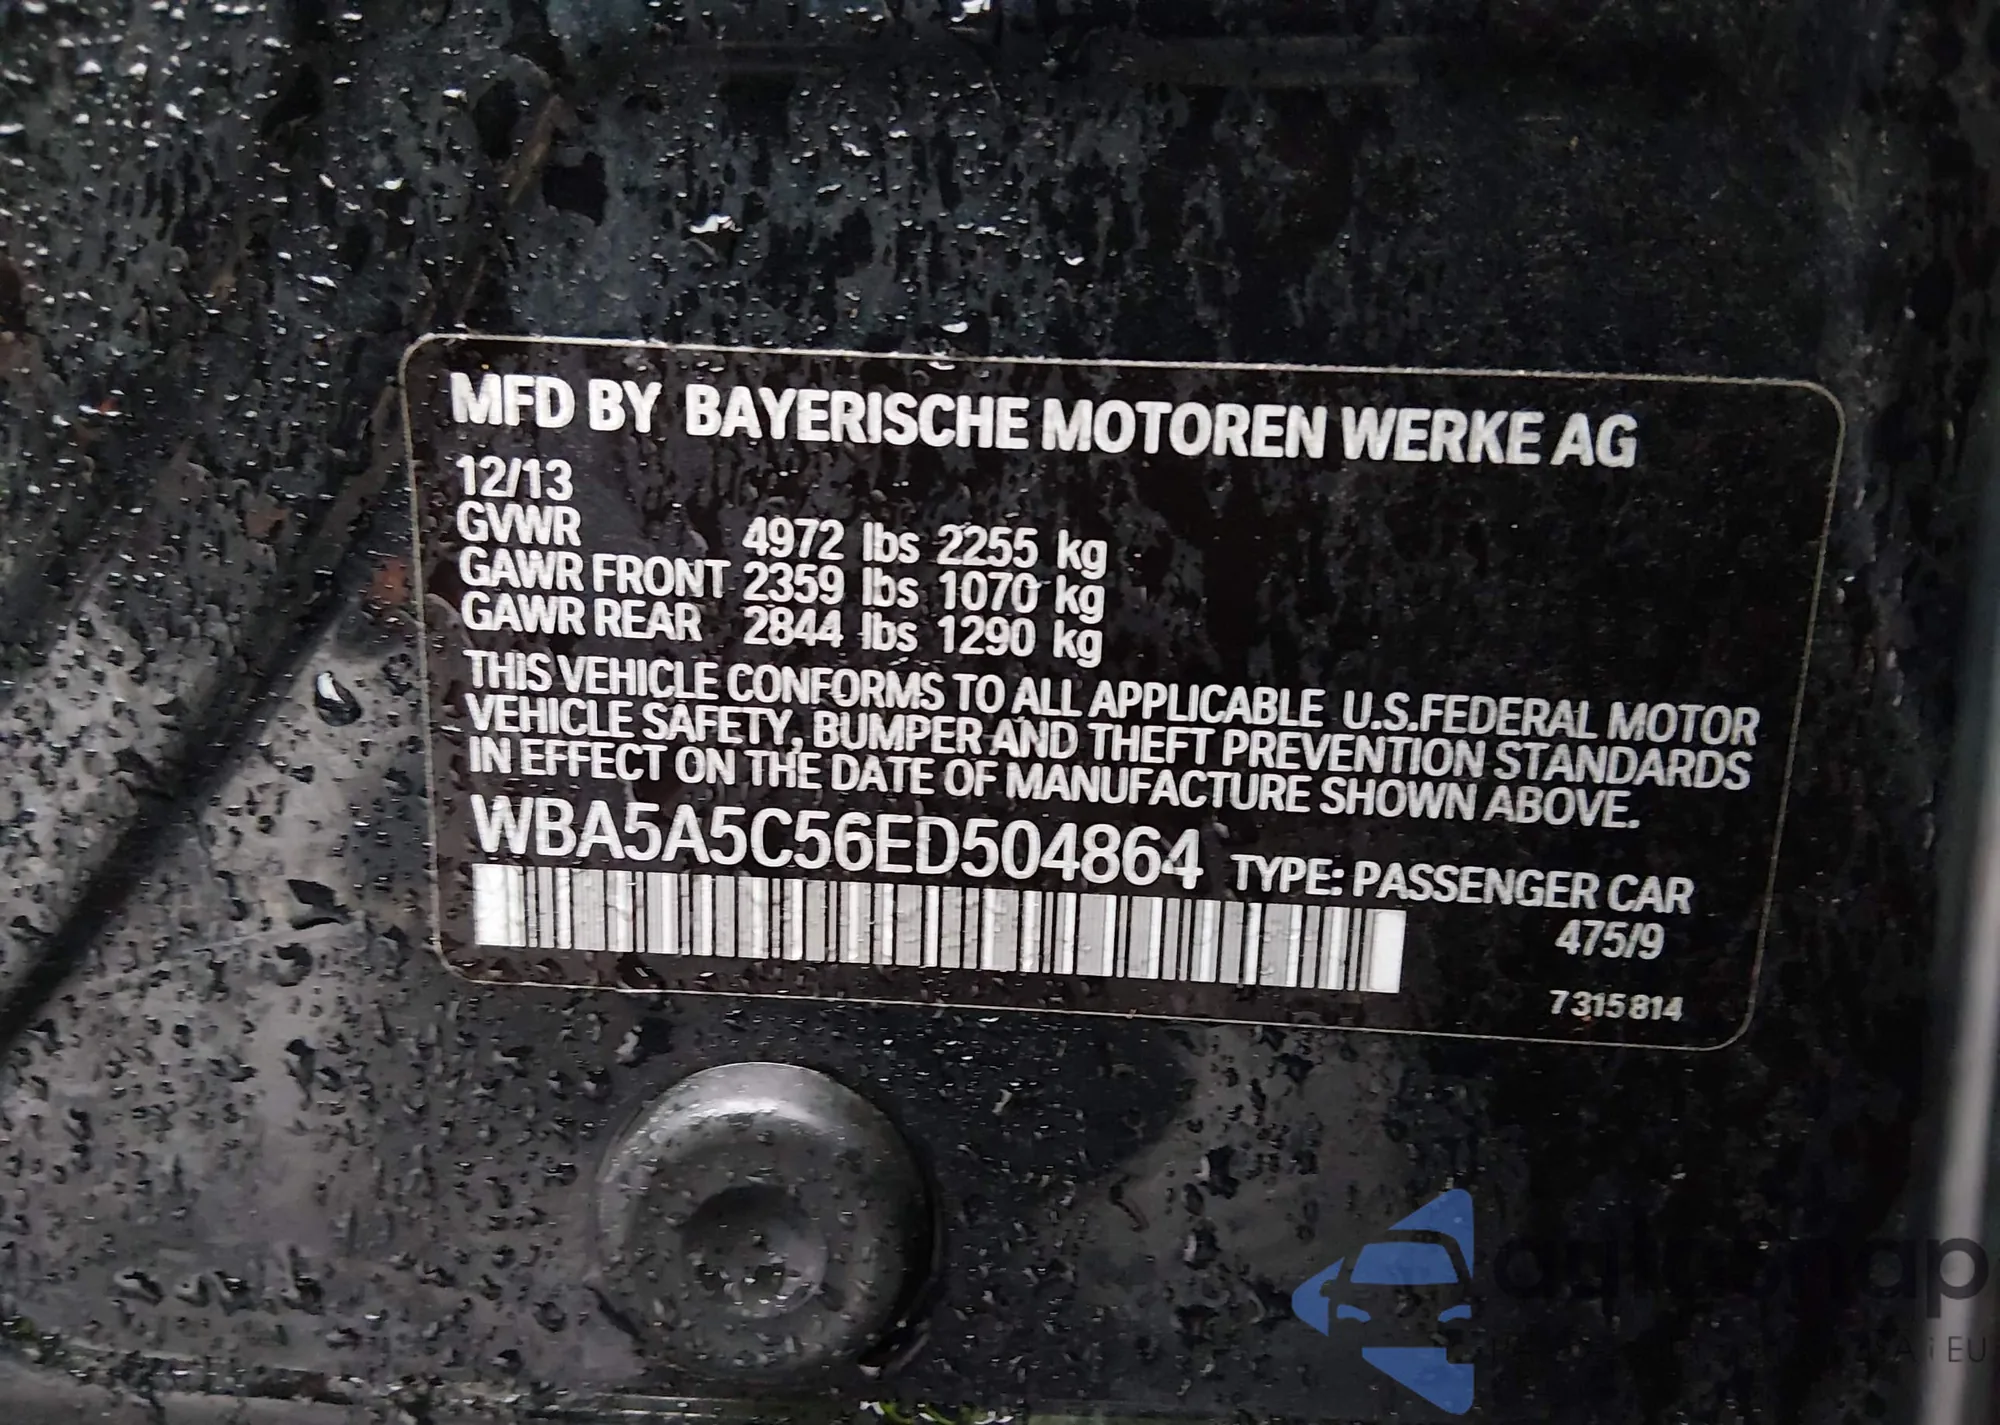 MFD BY BAYERISCHE MOTOREN WERKE AG
12/13
GVWR 4972 lbs 2255 kg
GAWR FRONT 2359 lbs 1070 kg
GAWR REAR 2844 lbs 1290 kg
THIS VEHICLE CONFORMS TO ALL APPLICABLE U.S.FEDERAL MOTOR
VEHICLE SAFETY, BUMPER AND THEFT PREVENTION STANDARDS
IN EFFECT ON THE DATE OF MANUFACTURE SHOWN ABOVE.
WBA5A5C56ED504864 TYPE: PASSENGER CAR
475/9
7315814
i EU